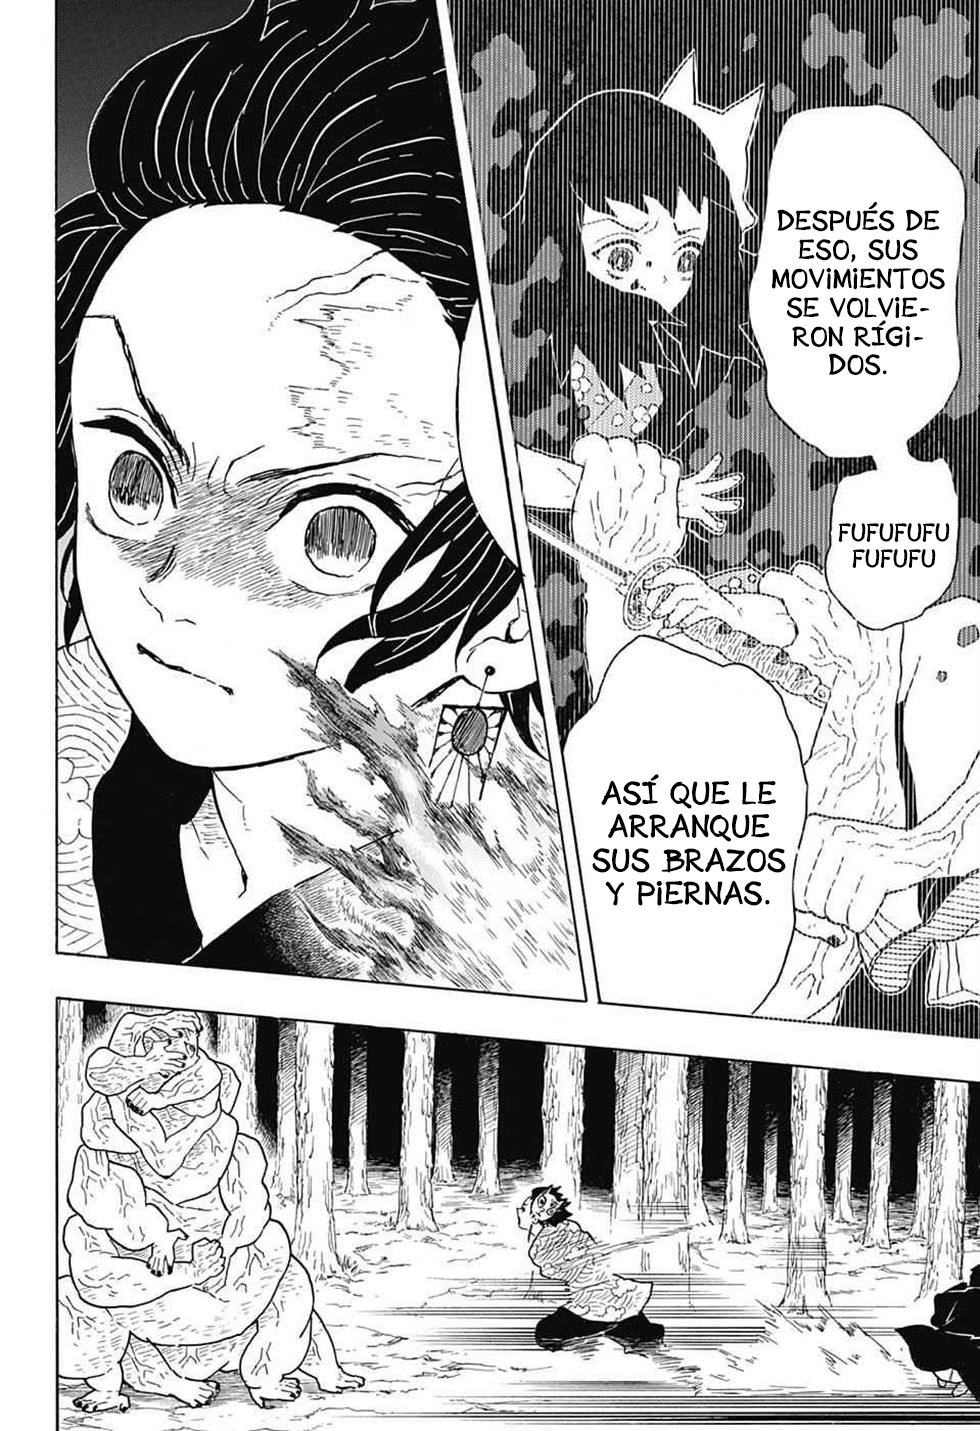 DESPUÉS DE
ESO, SUS
MOVIMIENTOS
SE VOLVIE-
RON RÍGI-
DOS.
FUFUFUFU
FUFUFU
ASÍ QUE LE
ARRANQUE
SUS BRAZOS
Y PIERNAS.